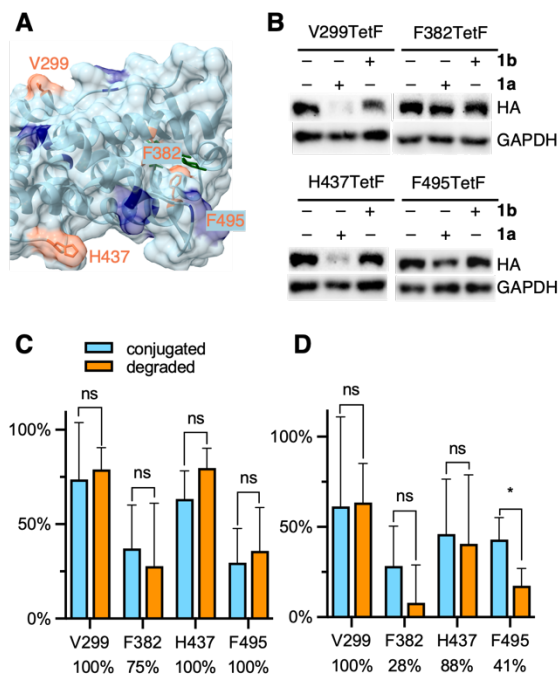 A
V299
F382
F495
H437
B
V299TetF F382TetF
– – + – – + 1b
– + – – + – 1a
HA
GAPDH
H437TetF F495TetF
– – + – – + 1b
– + – – + – 1a
HA
GAPDH
C
conjugated
degraded
100%
50%
0%
ns
ns
ns
ns
V299 F382 H437 F495
100% 75% 100% 100%
D
100%
50%
0%
ns
ns
ns
*
V299 F382 H437 F495
100% 28% 88% 41%